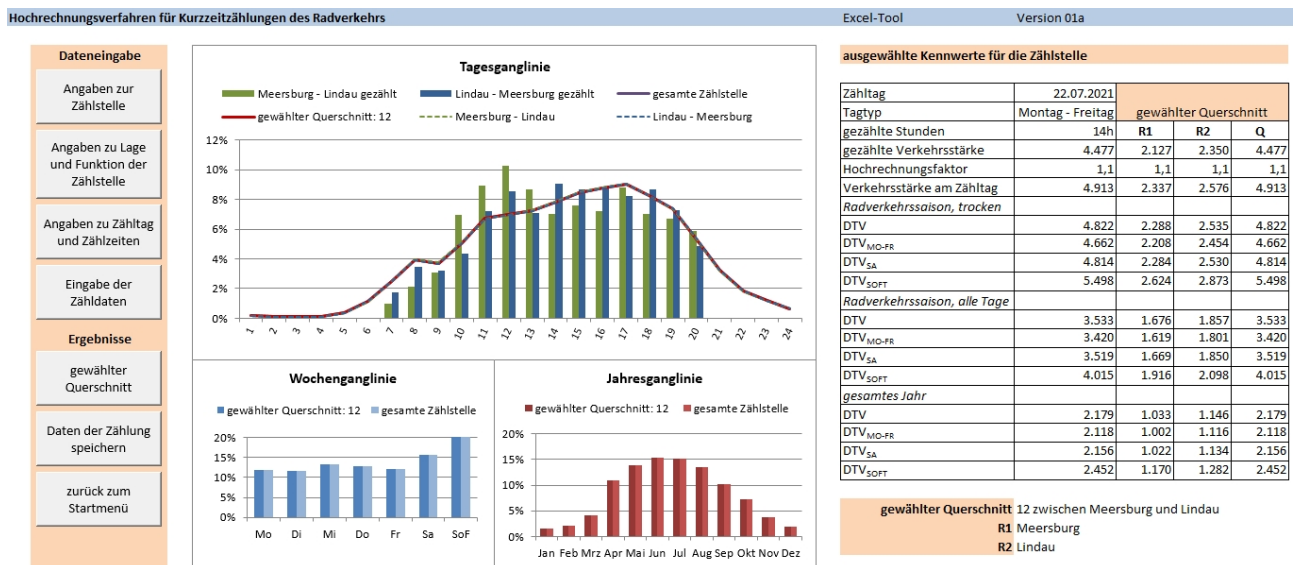 Hochrechnungsverfahren für Kurzzeitzählungen des Radverkehrs Excel-Tool Version 01a
Dateneingabe
Angaben zur
Zählstelle
Angaben zu Lage
und Funktion der
Zählstelle
Angaben zu Zähltag
und Zählzeiten
Eingabe der
Zähldaten
Ergebnisse
gewählter
Querschnitt
Daten der Zählung
speichern
zurück zum
Startmenü
Tagesganglinie
Meersburg - Lindau gezählt Lindau - Meersburg gezählt gesamte Zählstelle
gewählter Querschnitt: 12 Meersburg - Lindau Lindau - Meersburg
12%
10%
8%
6%
4%
2%
0%
1 2 3 4 5 6 7 8 9 10 11 12 13 14 15 16 17 18 19 20 21 22 23 24
Wochenganglinie
gewählter Querschnitt: 12 gesamte Zählstelle
20%
15%
10%
5%
0%
Mo Di Mi Do Fr Sa SoF
Jahresganglinie
gewählter Querschnitt: 12 gesamte Zählstelle
20%
15%
10%
5%
0%
Jan Feb Mrz Apr Mai Jun Jul Aug Sep Okt Nov Dez
ausgewählte Kennwerte für die Zählstelle
Zähltag 22.07.2021
Tagtyp Montag - Freitag gewählter Querschnitt
gezählte Stunden 14h R1 R2 Q
gezählte Verkehrsstärke 4.477 2.127 2.350 4.477
Hochrechnungsfaktor 1,1 1,1 1,1 1,1
Verkehrsstärke am Zähltag 4.913 2.337 2.576 4.913
Radverkehrssaison, trocken
DTV 4.822 2.288 2.535 4.822
DTVMO-FR 4.662 2.208 2.454 4.662
DTVSA 4.814 2.284 2.530 4.814
DTVSOFT 5.498 2.624 2.873 5.498
Radverkehrssaison, alle Tage
DTV 3.533 1.676 1.857 3.533
DTVMO-FR 3.420 1.619 1.801 3.420
DTVSA 3.519 1.669 1.850 3.519
DTVSOFT 4.015 1.916 2.098 4.015
gesamtes Jahr
DTV 2.179 1.033 1.146 2.179
DTVMO-FR 2.118 1.002 1.116 2.118
DTVSA 2.156 1.022 1.134 2.156
DTVSOFT 2.452 1.170 1.282 2.452
gewählter Querschnitt 12 zwischen Meersburg und Lindau
R1 Meersburg
R2 Lindau